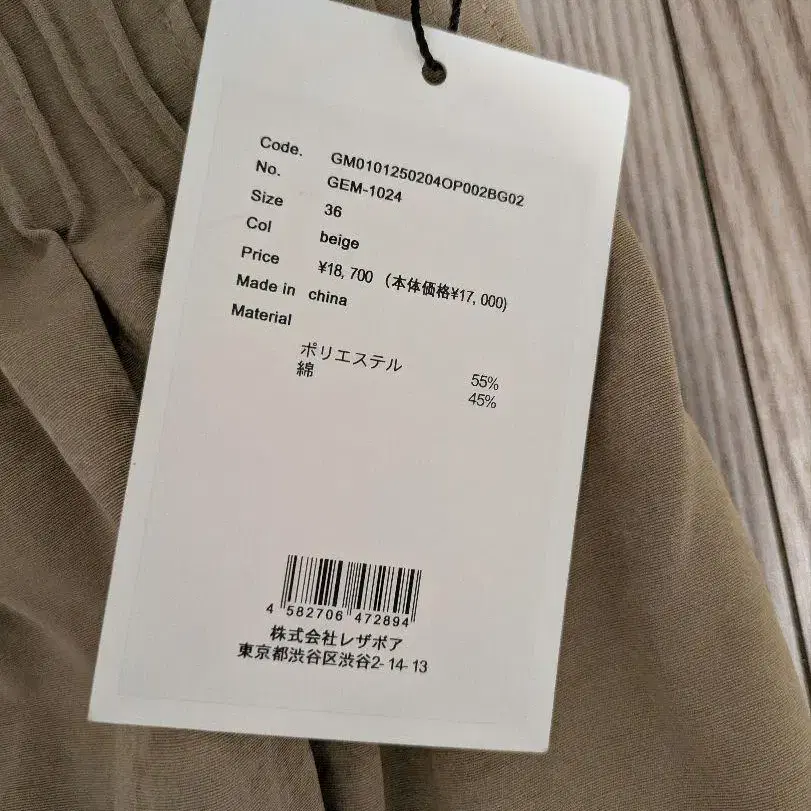 Code. GM0101250204OP002BG02
No. GEM-1024
Size 36
Col beige
Price ¥18,700 (本体価格¥17,000)
Made in china
Material
ポリエステル 55%
綿 45%
4 582706 472894
株式会社レザボア
東京都渋谷区渋谷2-14-13